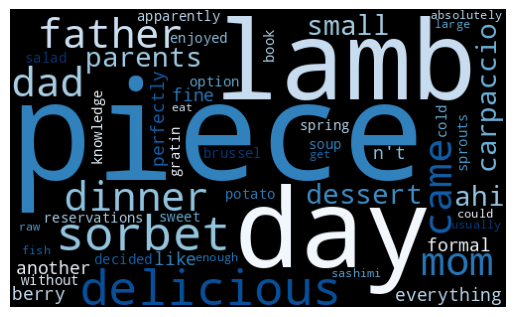 apparently
absolutely
father
lamb
small
large
parents
enjoyed
book
salad
dad
option
carpaccio
piece
knowledge
perfectly
fine
eat
gratin
spring
cold
sprouts
brussel
soup
get
n't
came
dinner
potato
dessert
ahi
reservations
sweet
day
could
raw
sorbet
usually
fish
decided
like
enough
formal
another
sashimi
mom
without
berry
delicious
everything